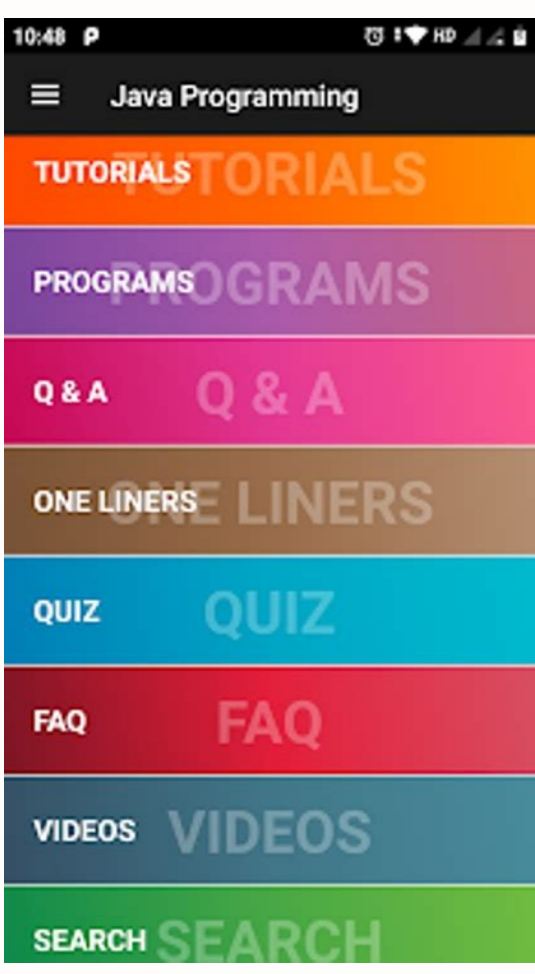 10:48 P HD
Java Programming
TUTORIALS TUTORIALS
PROGRAMS PROGRAMS
Q & A Q & A
ONE LINERS ONE LINERS
QUIZ QUIZ
FAQ FAQ
VIDEOS VIDEOS
SEARCH SEARCH